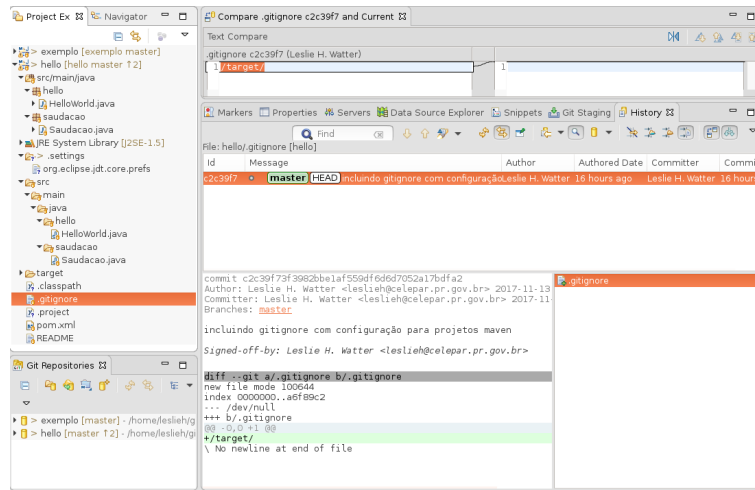 Project Ex
Navigator
> exemplo [exemplo master]
> hello [hello master ↑2]
src/main/java
hello
HelloWorld.java
saudacao
Saudacao.java
JRE System Library [J2SE-1.5]
> .settings
org.eclipse.jdt.core.prefs
src
main
java
hello
HelloWorld.java
saudacao
Saudacao.java
target
.classpath
.gitignore
.project
pom.xml
README
Git Repositories
> exemplo [master] - /home/leslieh/g
> hello [master ↑2] - /home/leslieh/gi
Compare .gitignore c2c39f7 and Current
Text Compare
.gitignore c39f7 (Leslie H. Watter)
1 /target/
1
Markers Properties Servers Data Source Explorer Snippets Git Staging History
Find
File: hello/.gitignore [hello]
Id Message Author Authored Date Committer Commi
c2c39f7 master HEAD incluindo gitignore com configuração Leslie H. Watter 16 hours ago Leslie H. Watter 16 hour
commit c2c39f73f3982bbe1af559df6d6d7052a17bdfa2
Author: Leslie H. Watter <leslieh@celepar.pr.gov.br> 2017-11-13
Committer: Leslie H. Watter <leslieh@celepar.pr.gov.br> 2017-11-
Branches: master
incluindo gitignore com configuração para projetos maven
Signed-off-by: Leslie H. Watter <leslieh@celepar.pr.gov.br>
diff --git a/.gitignore b/.gitignore
new file mode 100644
index 0000000..a6f89c2
--- /dev/null
+++ b/.gitignore
@@ -0,0 +1 @@
+/target/
\ No newline at end of file
.gitignore